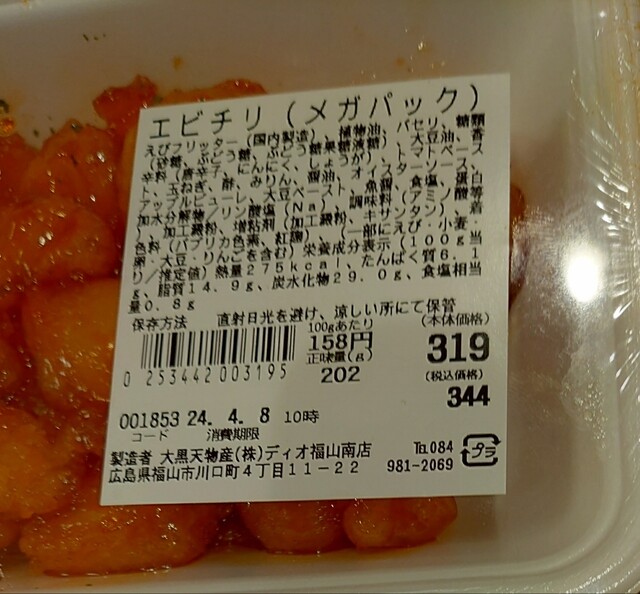 エビチリ(メガパック)
えびフリッター(国内製造)、植物油、パセリ、糖類
(砂糖、ぶどう糖、ぶどう糖果糖液糖)、大豆油、香
辛料(唐辛子、にんにく、しょうが)、トマトペース
ト、玉ねぎ、酢、みりん、醤油、オイスターソース、
アップルピューレ、大豆ペースト、魚醤、食塩、蛋白
加水分解物/リン酸塩(Na)、調味料(アミノ酸等
)、加工澱粉、増粘剤(加工澱粉、キサンタン)、着
色料(パプリカ色素、紅麹)、(一部にえび・小麦・
卵・大豆・りんごを含む)栄養成分表示(100g当
り/推定値)熱量275kcal、たんぱく質6.1
g、脂質14.9g、炭水化物29.0g、食塩相当
量0.8g
保存方法 直射日光を避け、涼しい所にて保管
100gあたり
158円
正味量(g)
202
(本体価格)
319
(税込価格)
344
0 253442 003195
001853 24. 4. 8 10時
コード 消費期限
製造者 大黒天物産(株)ディオ福山南店
広島県福山市川口町4丁目11-22
℡084
981-2069
プラ